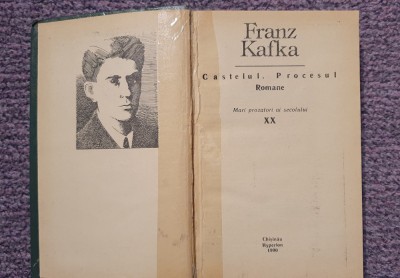 Franz
Kafka
Castelul. Procesul
Romane
Mari prozatori ai secolului
XX
Chişinău
Hyperion
1990